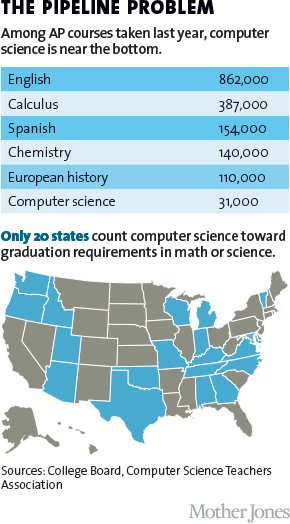 THE PIPELINE PROBLEM
Among AP courses taken last year, computer
science is near the bottom.
English 862,000
Calculus 387,000
Spanish 154,000
Chemistry 140,000
European history 110,000
Computer science 31,000
Only 20 states count computer science toward
graduation requirements in math or science.
Sources: College Board, Computer Science Teachers
Association
Mother Jones